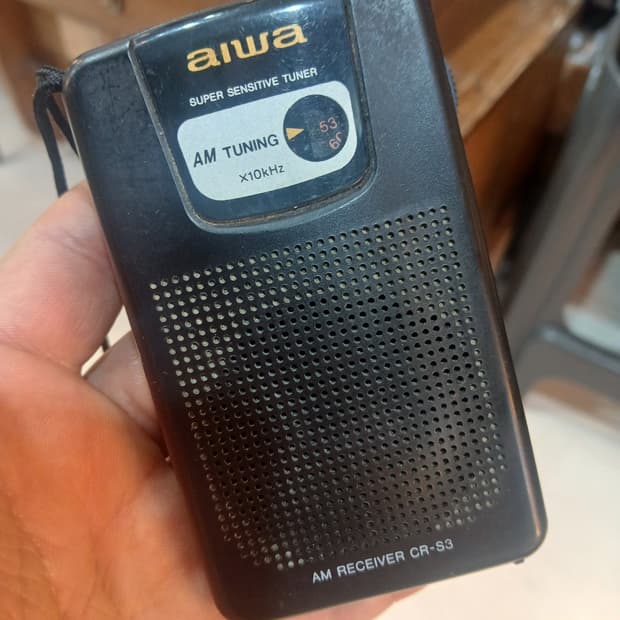 aiwa
SUPER SENSITIVE TUNER
AM TUNING
X10kHz
53
60
AM RECEIVER CR-S3